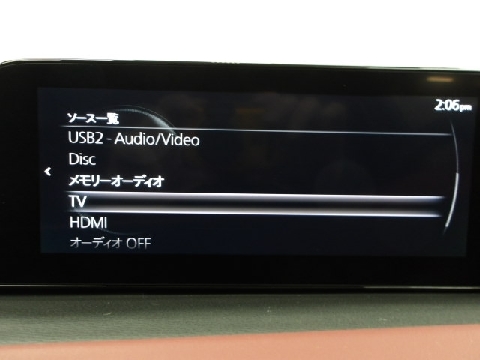 2:06pm
ソース一覧
USB2 - Audio/Video
Disc
メモリーオーディオ
TV
HDMI
オーディオ OFF